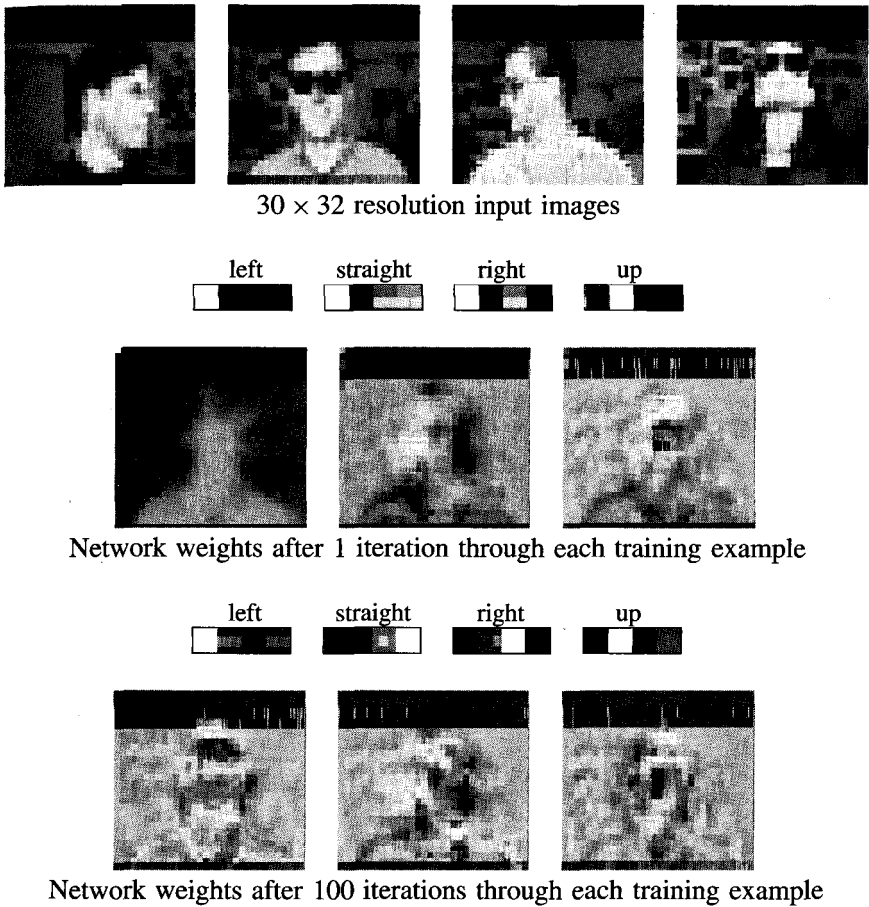 30 × 32 resolution input images
left straight right up
Network weights after 1 iteration through each training example
left straight right up
Network weights after 100 iterations through each training example